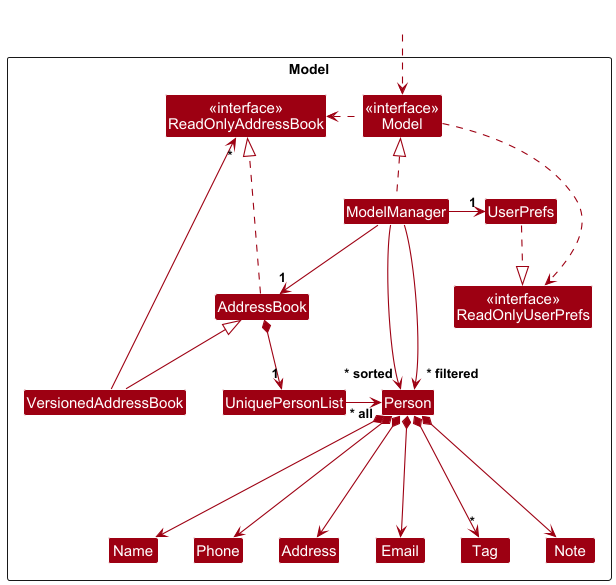 Model
«interface»
ReadOnlyAddressBook
«interface»
Model
*
ModelManager
1
UserPrefs
1
AddressBook
«interface»
ReadOnlyUserPrefs
1
* sorted
* filtered
VersionedAddressBook
UniquePersonList
* all
Person
*
Name
Phone
Address
Email
Tag
Note